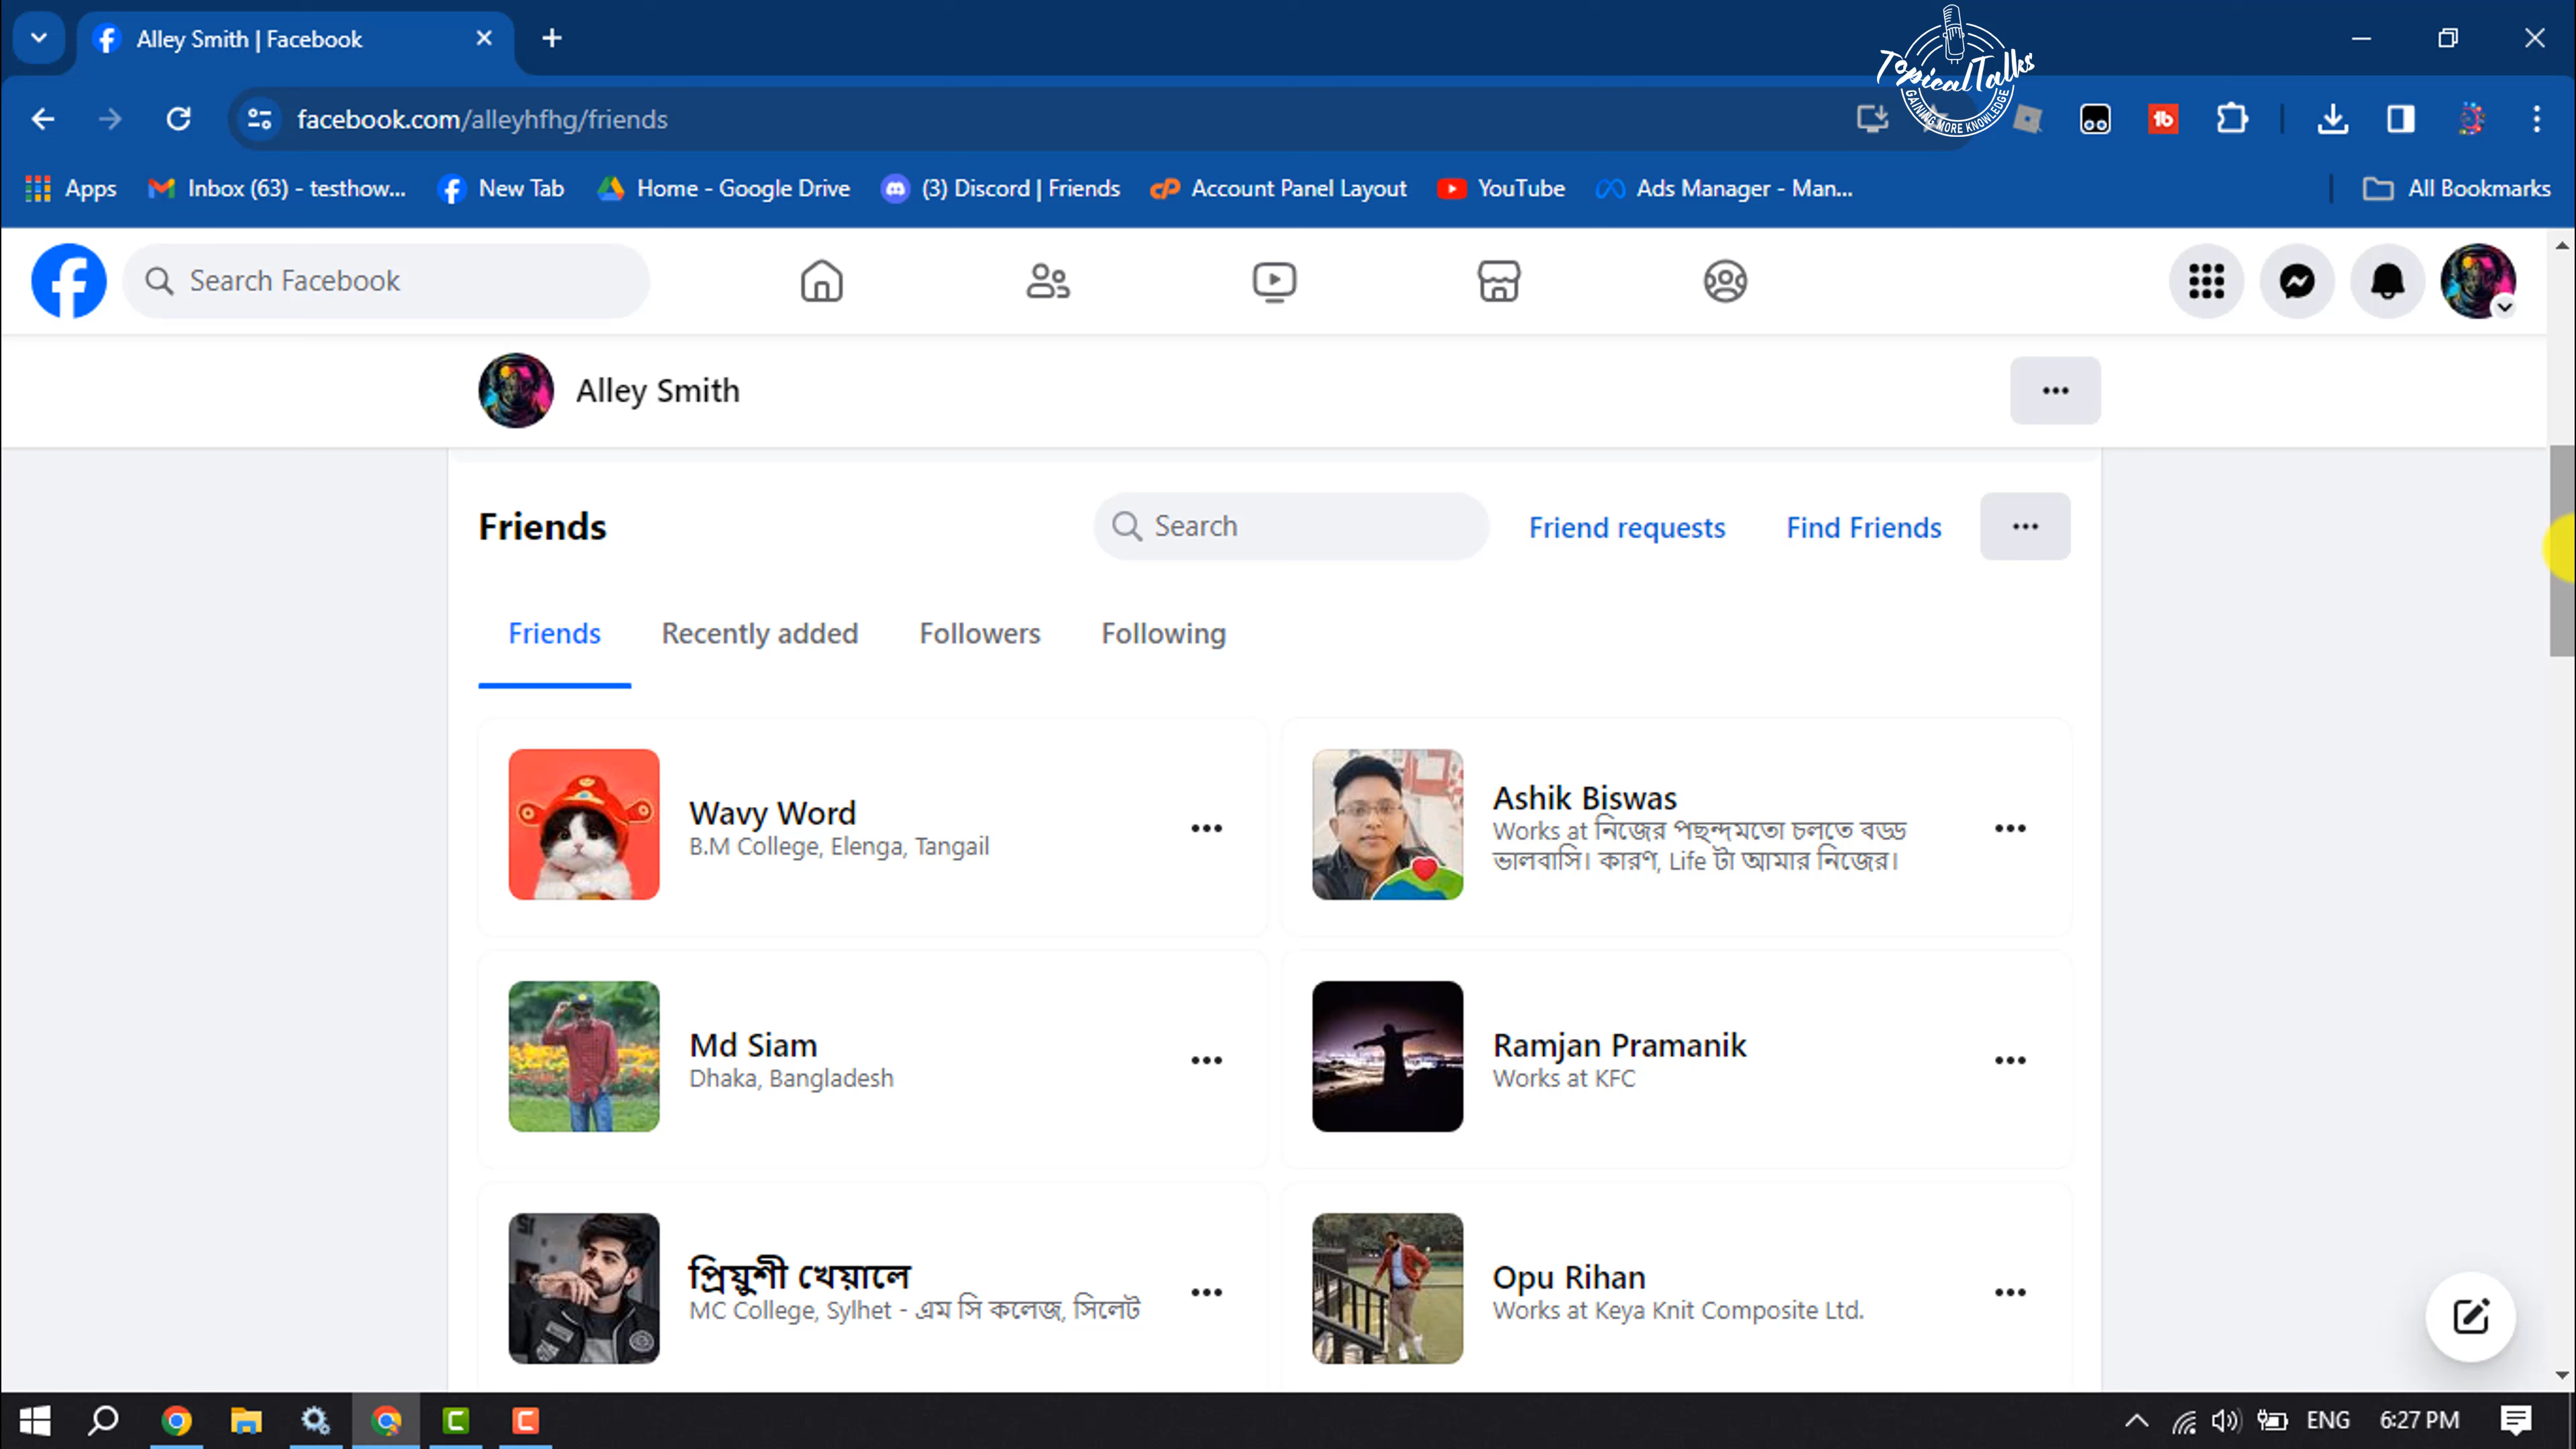 Alley Smith | Facebook
TopicalTalks
GAINING MORE KNOWLEDGE
facebook.com/alleyhfhg/friends
Apps
Inbox (63) - testhow...
New Tab
Home - Google Drive
(3) Discord | Friends
Account Panel Layout
YouTube
Ads Manager - Man...
All Bookmarks
Search Facebook
Alley Smith
Friends
Search
Friend requests
Find Friends
Friends
Recently added
Followers
Following
Wavy Word
B.M College, Elenga, Tangail
Ashik Biswas
Works at নিজের পছন্দমতো চলতে বড্ড
ভালবাসি। কারণ, Life টা আমার নিজের।
Md Siam
Dhaka, Bangladesh
Ramjan Pramanik
Works at KFC
প্রিয়ুশী খেয়ালে
MC College, Sylhet - এম সি কলেজ, সিলেট
Opu Rihan
Works at Keya Knit Composite Ltd.
ENG
6:27 PM